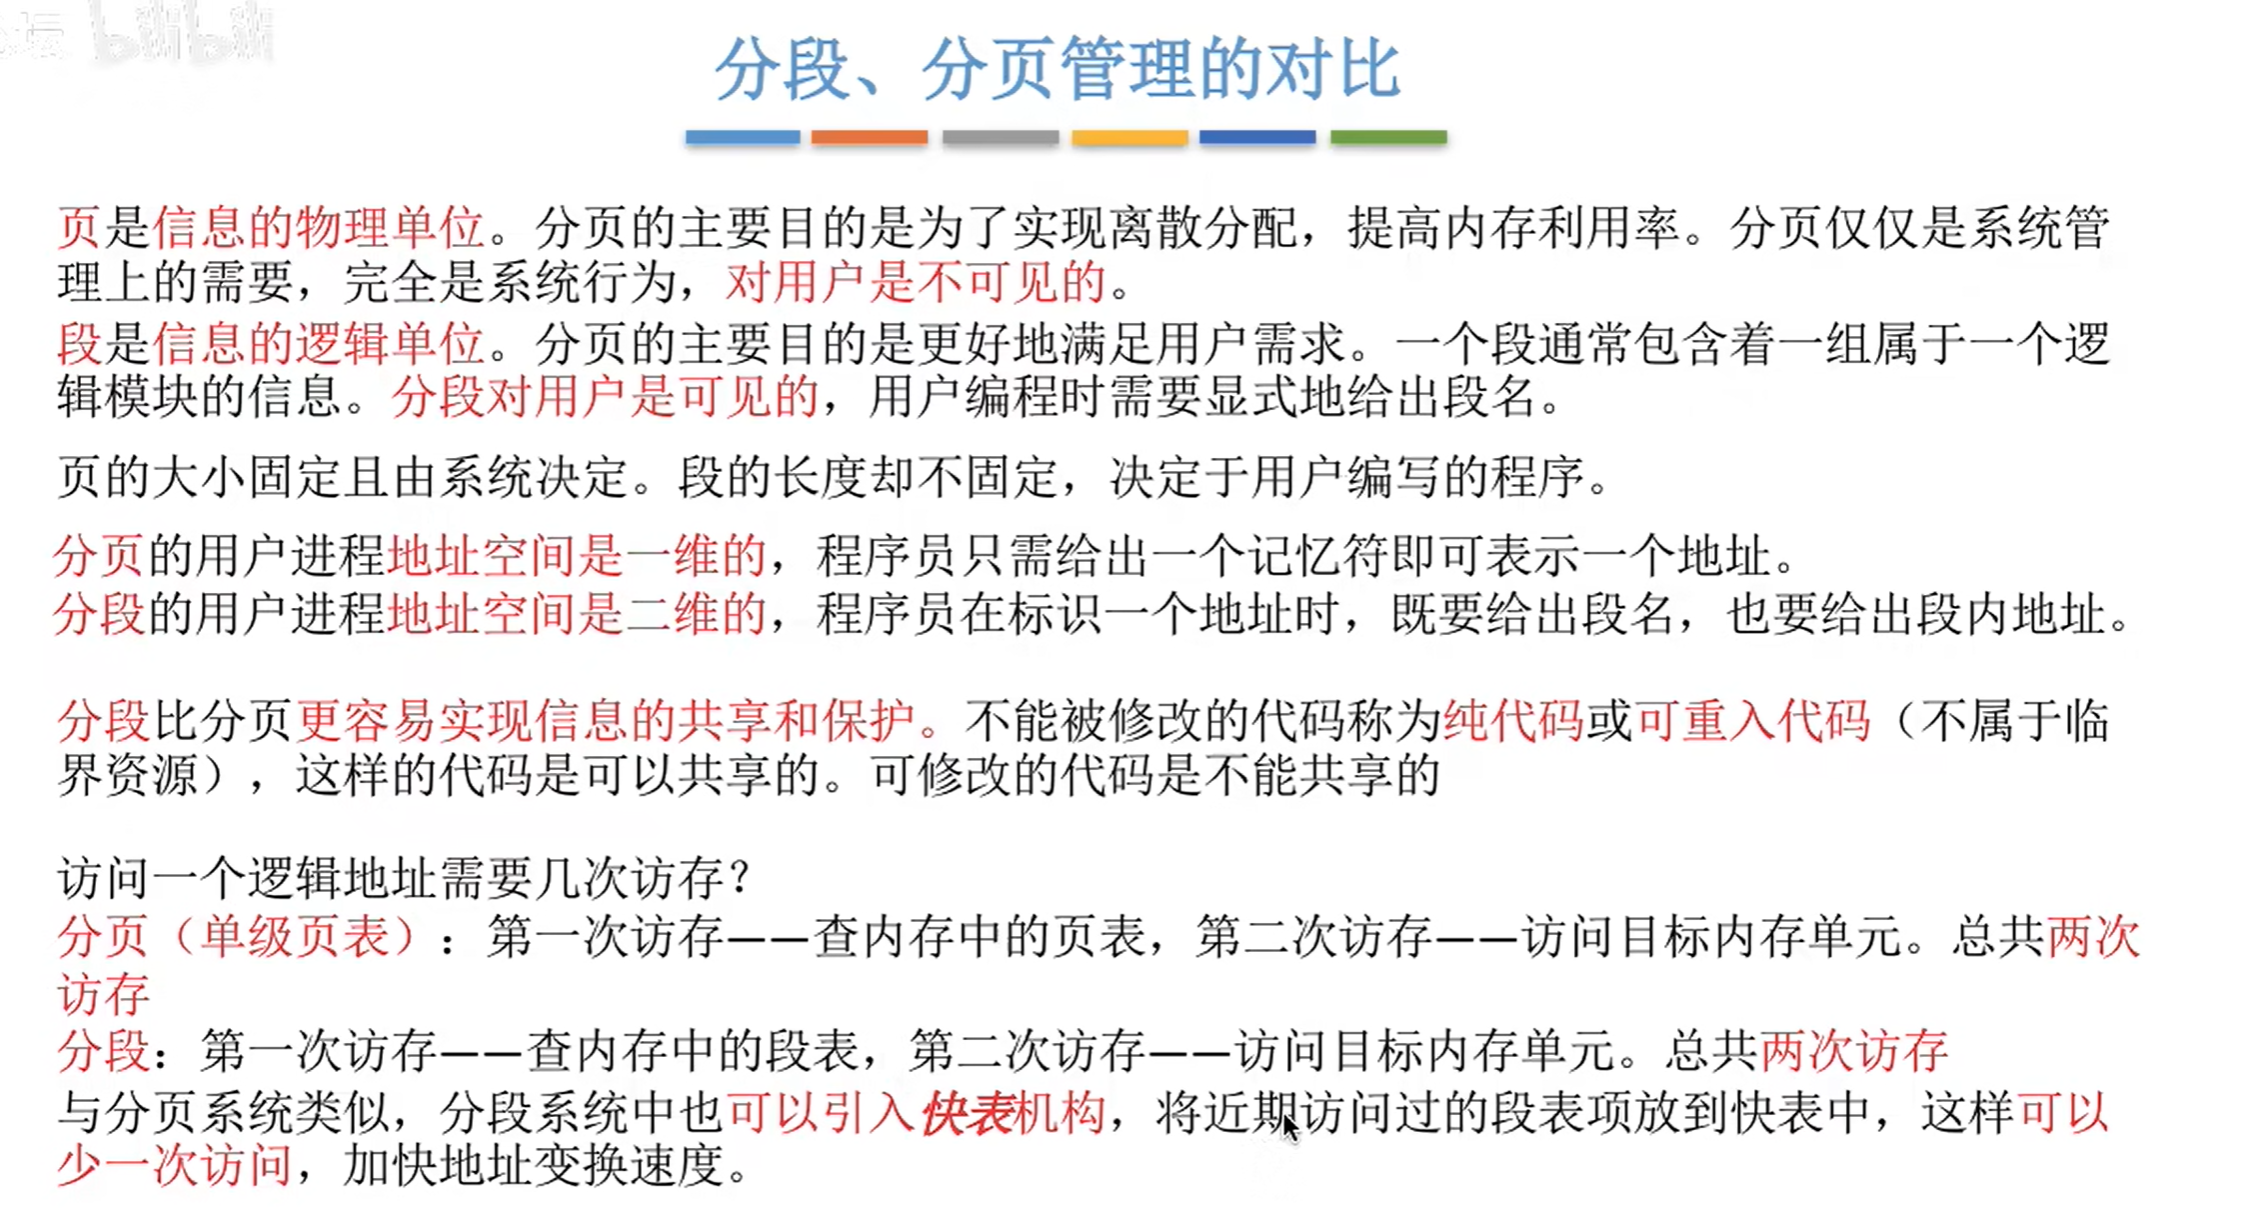 坛 bilibili
分段、分页管理的对比
页是信息的物理单位。分页的主要目的是为了实现离散分配，提高内存利用率。分页仅仅是系统管
理上的需要，完全是系统行为，对用户是不可见的。
段是信息的逻辑单位。分页的主要目的是更好地满足用户需求。一个段通常包含着一组属于一个逻
辑模块的信息。分段对用户是可见的，用户编程时需要显式地给出段名。
页的大小固定且由系统决定。段的长度却不固定，决定于用户编写的程序。
分页的用户进程地址空间是一维的，程序员只需给出一个记忆符即可表示一个地址。
分段的用户进程地址空间是二维的，程序员在标识一个地址时，既要给出段名，也要给出段内地址。
分段比分页更容易实现信息的共享和保护。不能被修改的代码称为纯代码或可重入代码（不属于临
界资源），这样的代码是可以共享的。可修改的代码是不能共享的
访问一个逻辑地址需要几次访存？
分页（单级页表）：第一次访存——查内存中的页表，第二次访存——访问目标内存单元。总共两次
访存
分段：第一次访存——查内存中的段表，第二次访存——访问目标内存单元。总共两次访存
与分页系统类似，分段系统中也可以引入快表机构，将近期访问过的段表项放到快表中，这样可以
少一次访问，加快地址变换速度。